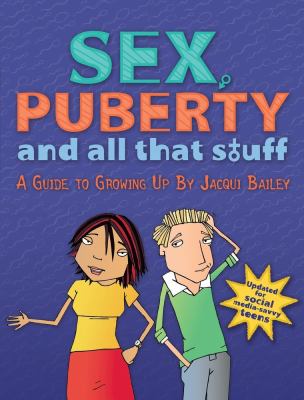 SEX,
PUBERTY
and all that stuff
A GUIDE TO GROWING UP BY JACQUI BAILEY
Updated for
social
media-savvy
teens